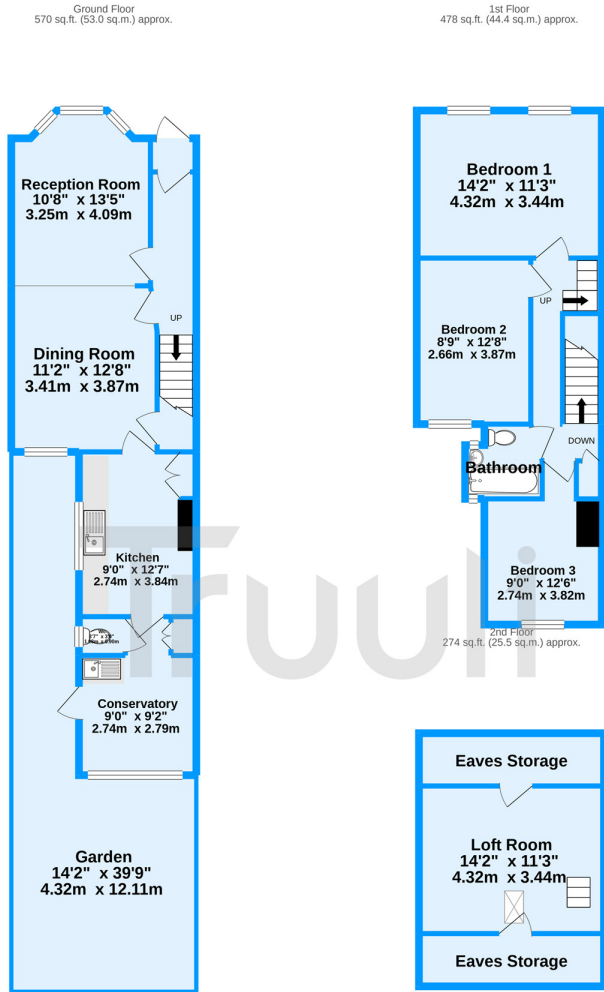 Ground Floor
570 sq.ft. (53.0 sq.m.) approx.
Reception Room
10'8" x 13'5"
3.25m x 4.09m
UP
Dining Room
11'2" x 12'8"
3.41m x 3.87m
Kitchen
9'0" x 12'7"
2.74m x 3.84m
Conservatory
9'0" x 9'2"
2.74m x 2.79m
Garden
14'2" x 39'9"
4.32m x 12.11m
1st Floor
478 sq.ft. (44.4 sq.m.) approx.
Bedroom 1
14'2" x 11'3"
4.32m x 3.44m
UP
Bedroom 2
8'9" x 12'8"
2.66m x 3.87m
DOWN
Bathroom
Bedroom 3
9'0" x 12'6"
2.74m x 3.82m
2nd Floor
274 sq.ft. (25.5 sq.m.) approx.
Eaves Storage
Loft Room
14'2" x 11'3"
4.32m x 3.44m
Eaves Storage
Truuli